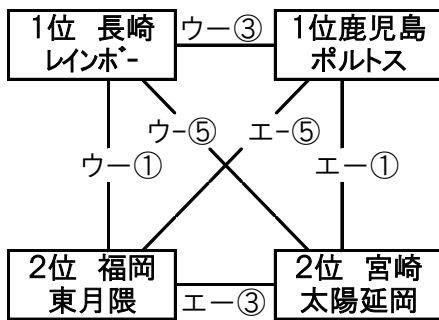 1位 長崎
レインボー
ウー③
1位鹿児島
ポルトス
ウ-⑤
エ-⑤
ウー①
エー①
2位 福岡
東月隈
エー③
2位 宮崎
太陽延岡